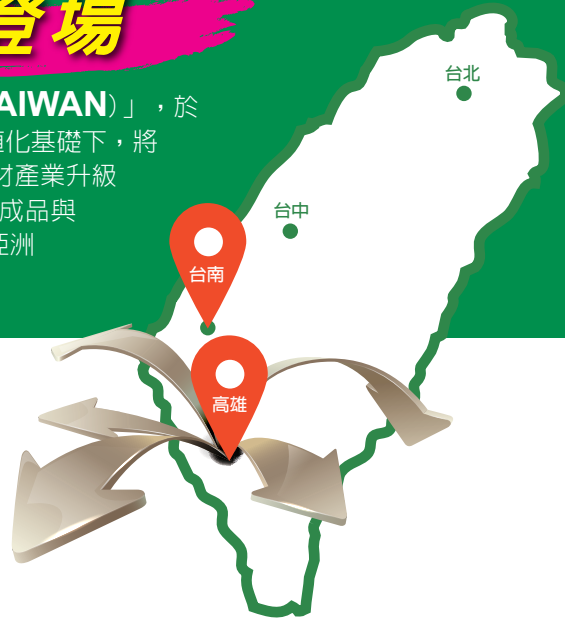 登場
AIWAN)」，於
化基礎下，將
材產業升級
成品與
亞洲
台北
台中
台南
高雄